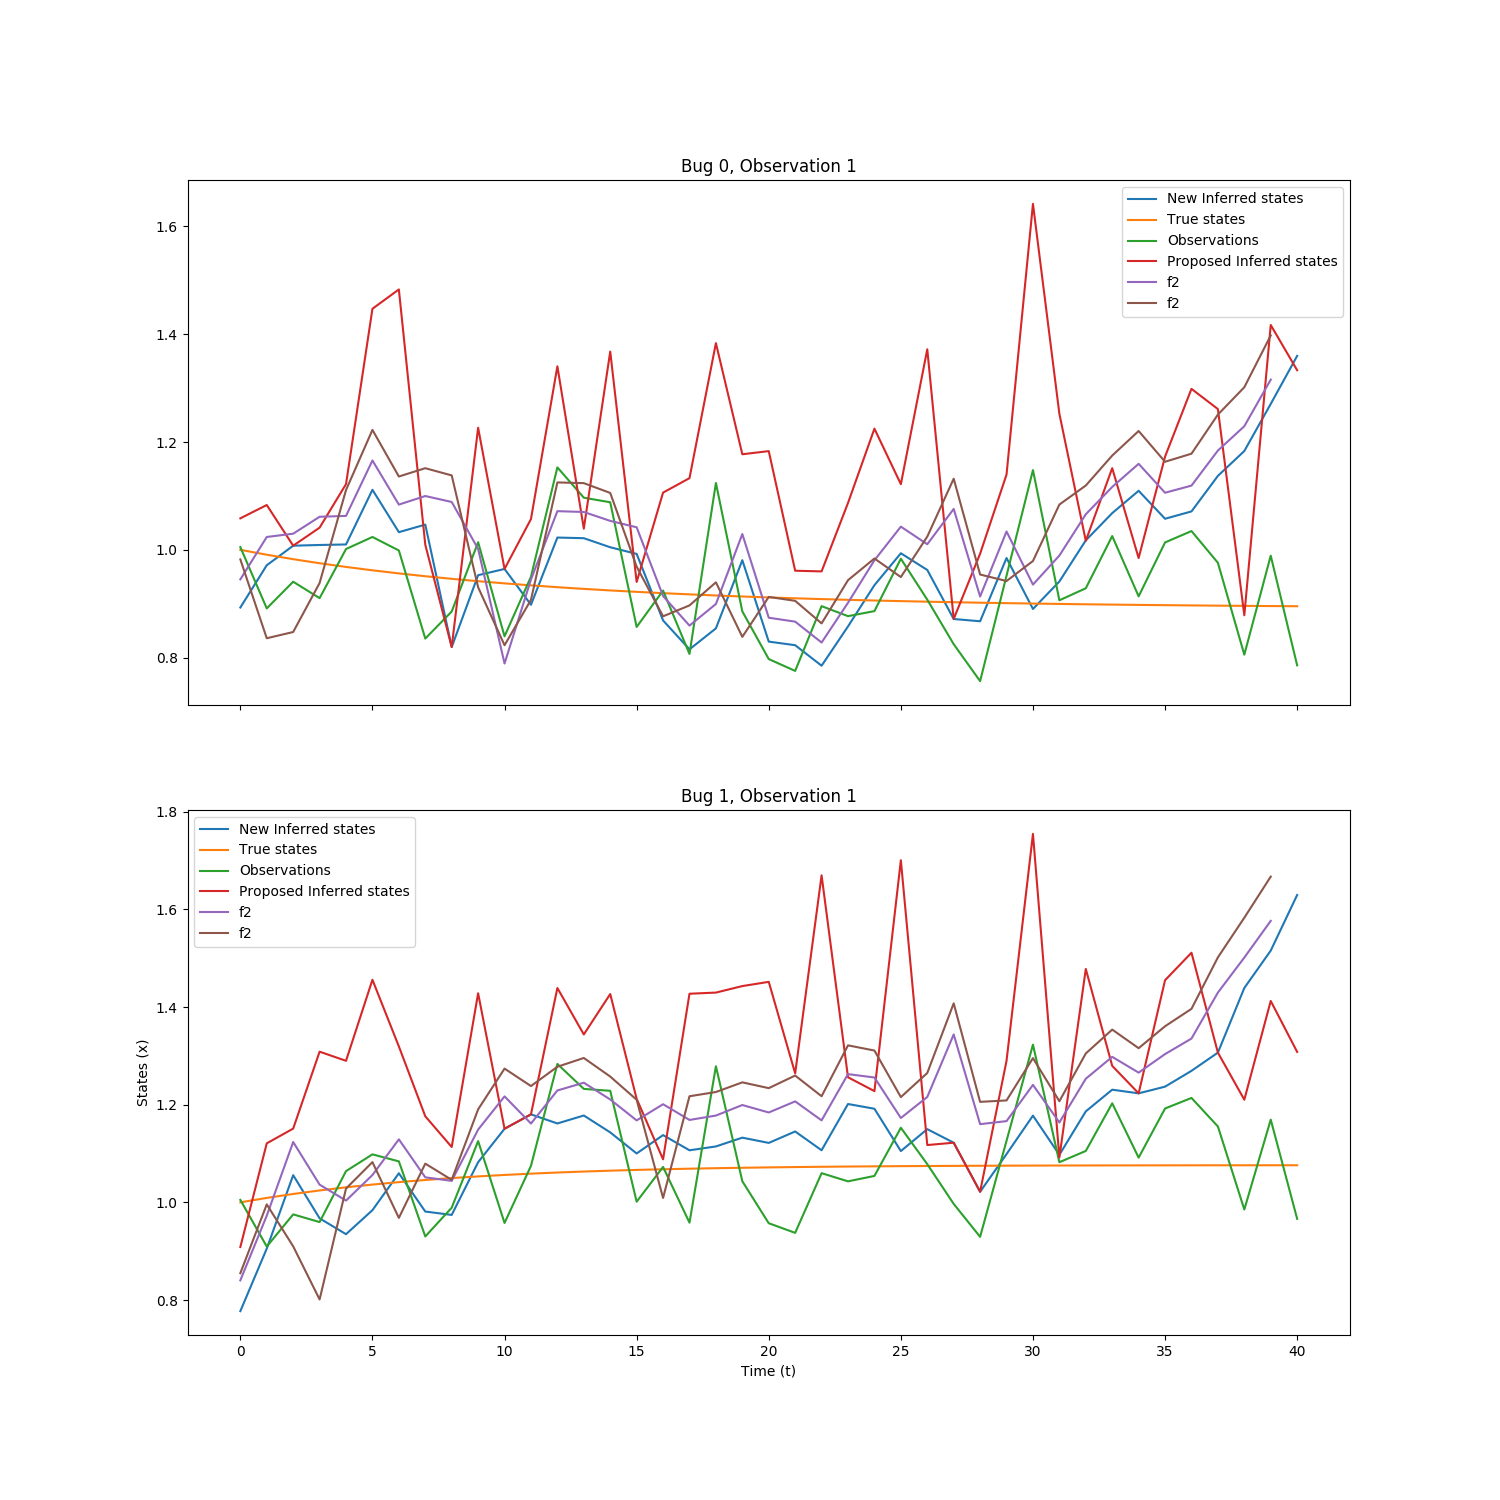 Bug 0, Observation 1
New Inferred states
True states
Observations
Proposed Inferred states
f2
f2
1.6
1.4
1.2
1.0
0.8
Bug 1, Observation 1
New Inferred states
True states
Observations
Proposed Inferred states
f2
f2
1.8
1.6
1.4
1.2
1.0
0.8
States (x)
0 5 10 15 20 25 30 35 40
Time (t)